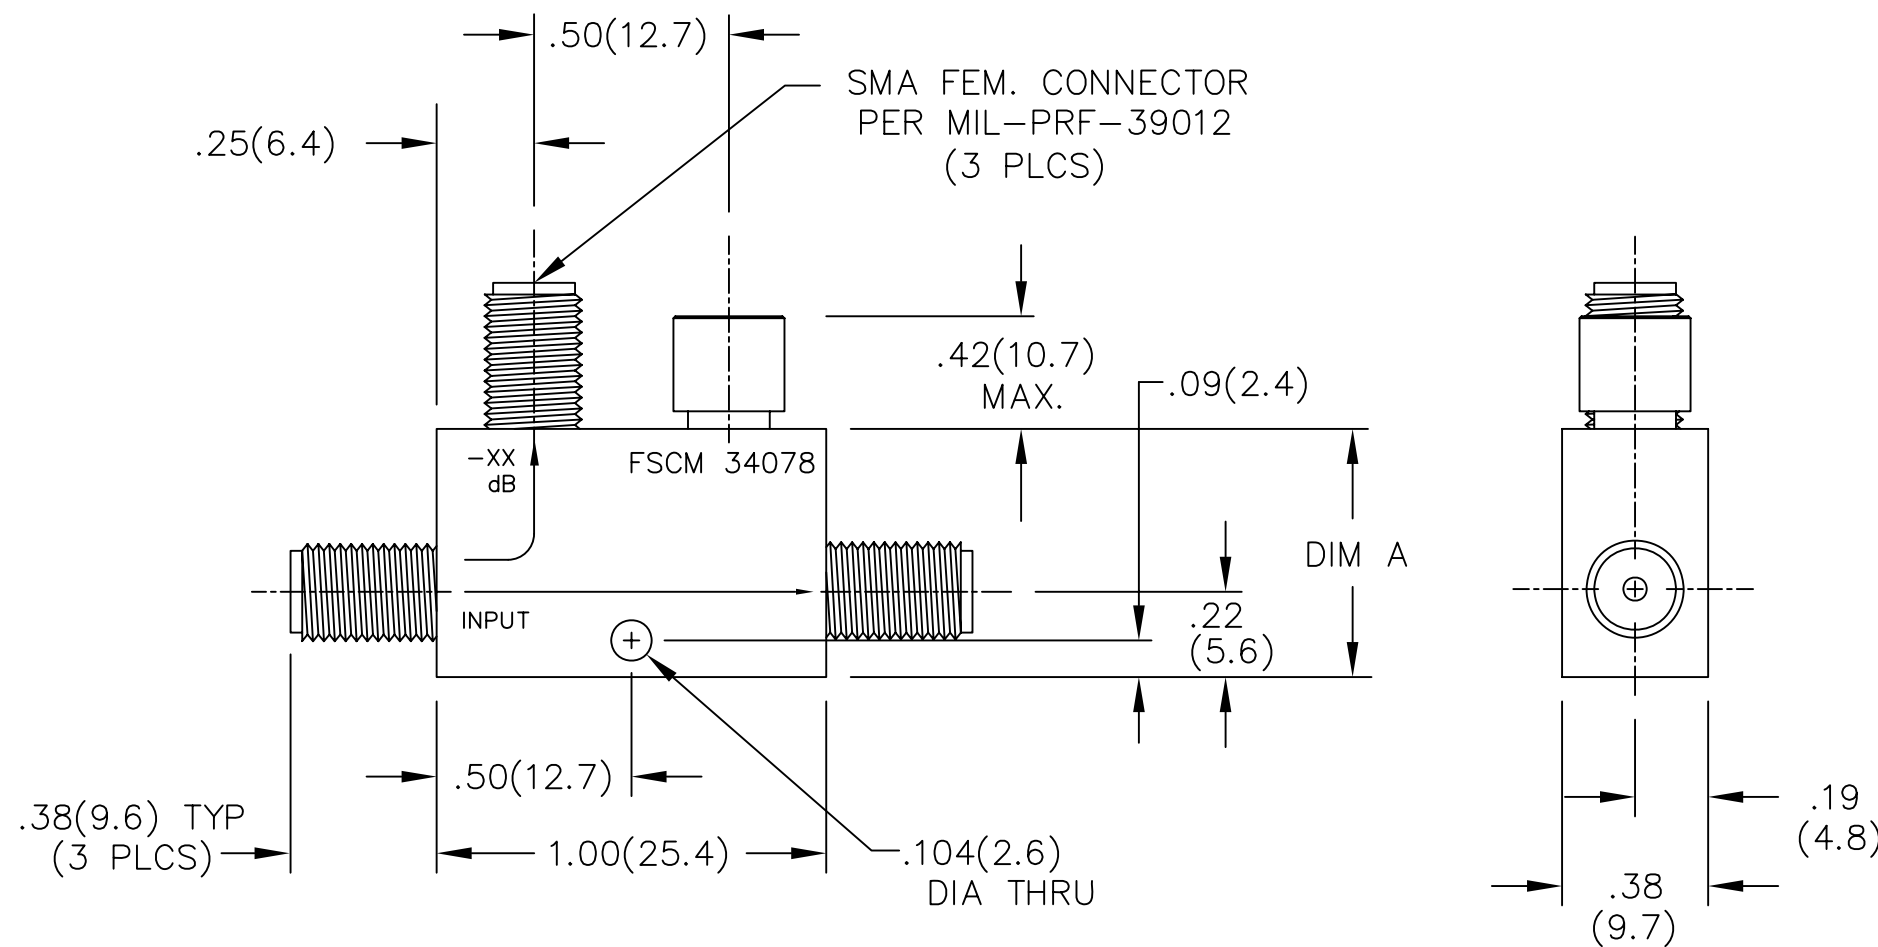 .50(12.7)
SMA FEM. CONNECTOR
PER MIL-PRF-39012
(3 PLCS)
.25(6.4)
.42(10.7)
MAX.
.09(2.4)
-XX
dB
FSCM 34078
DIM A
INPUT
.22
(5.6)
.50(12.7)
.38(9.6) TYP
(3 PLCS)
1.00(25.4)
.104(2.6)
DIA THRU
.19
(4.8)
.38
(9.7)